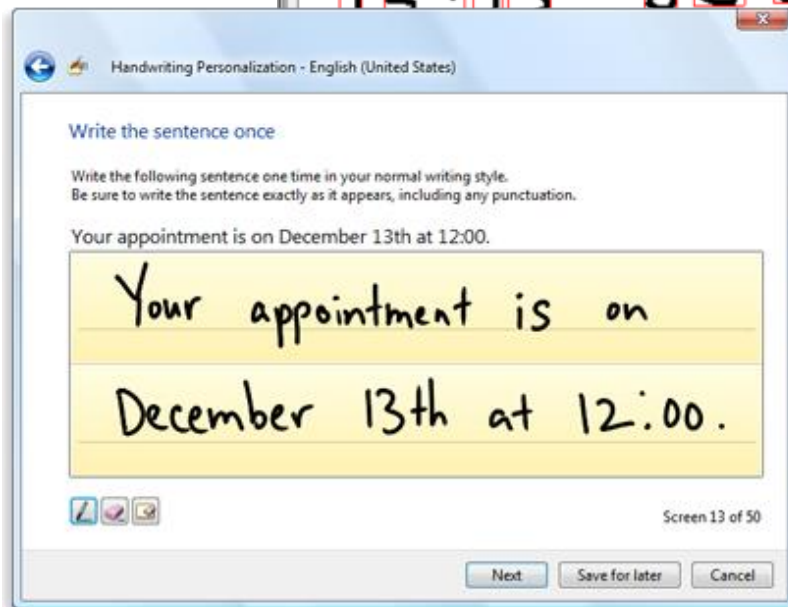 Handwriting Personalization - English (United States)
Write the sentence once
Write the following sentence one time in your normal writing style.
Be sure to write the sentence exactly as it appears, including any punctuation.
Your appointment is on December 13th at 12:00.
Your appointment is on
December 13th at 12:00.
Screen 13 of 50
Next Save for later Cancel